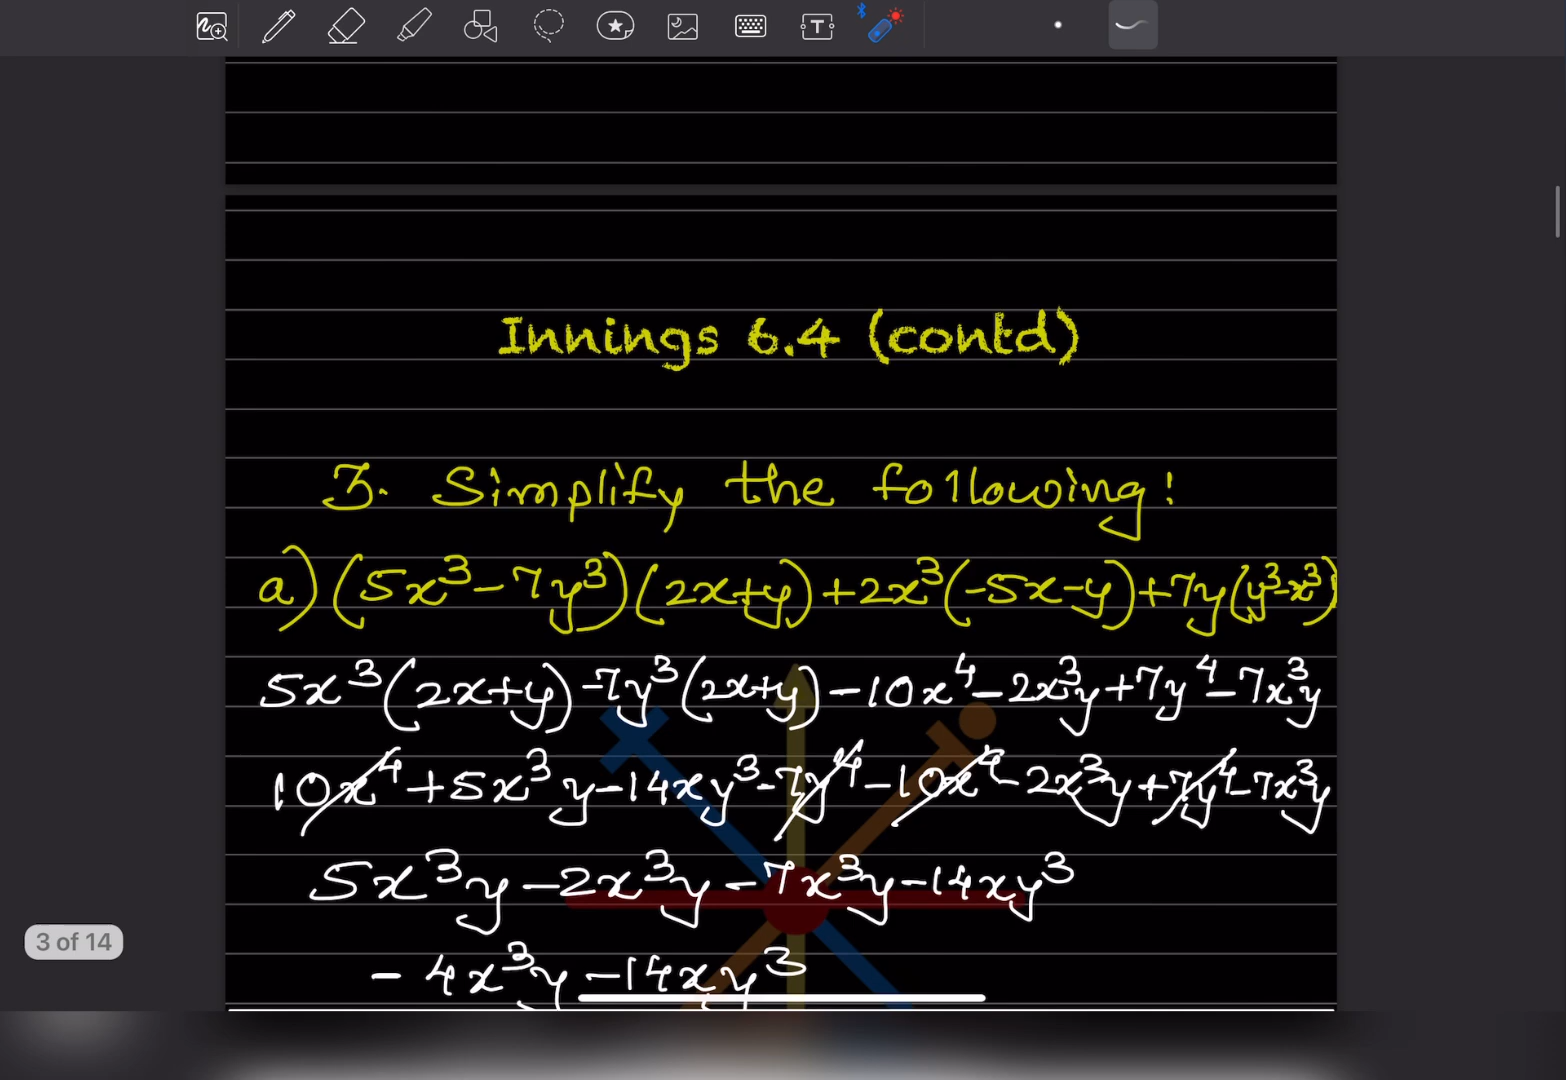 Innings 6.4 (contd)
3. Simplify the following:
a) (5x³-7y³)(2x+y)+2x³(-5x-y)+7y(y³-x³)
5x³(2x+y)-7y³(2x+y)-10x⁴-2x³y+7y⁴-7x³y
10x⁴+5x³y-14xy³-7y⁴-10x⁴-2x³y+7y⁴-7x³y
5x³y-2x³y-7x³y-14xy³
3 of 14
-4x³y-14xy³